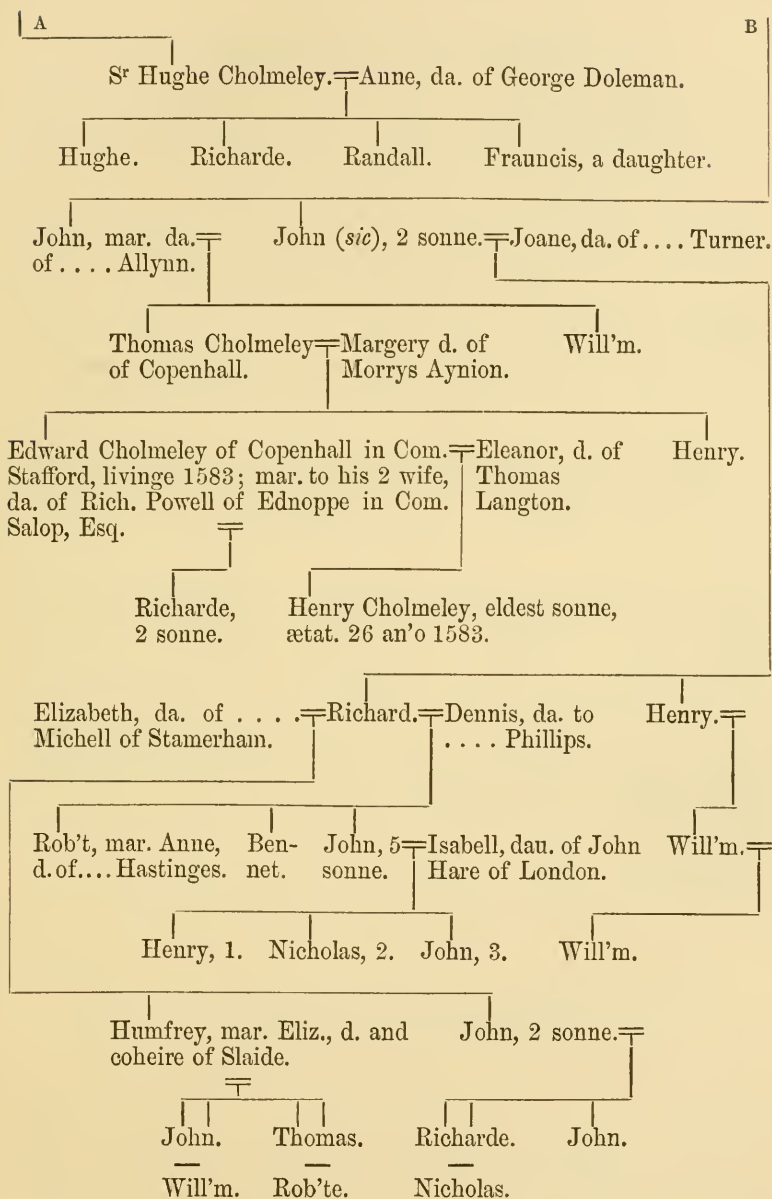 A B
Sr Hughe Cholmeley. Anne, da. of George Doleman.
Hughe. Richarde. Randall. Frauncis, a daughter.
John, mar. da. John (sic), 2 sonne. Joane, da. of .... Turner.
of .... Allynn.
Thomas Cholmeley Margery d. of Will'm.
of Copenhall. Morrys Aynion.
Edward Cholmeley of Copenhall in Com. Eleanor, d. of Henry.
Stafford, livinge 1583; mar. to his 2 wife, Thomas
da. of Rich. Powell of Ednoppe in Com. Langton.
Salop, Esq.
Richarde, Henry Cholmeley, eldest sonne,
2 sonne. ætat. 26 an'o 1583.
Elizabeth, da. of .... Richard. Dennis, da. to Henry.
Michell of Stamerham. .... Phillips.
Rob't, mar. Anne, Ben- John, 5 Isabell, dau. of John Will'm.
d. of.... Hastinges. net. sonne. Hare of London.
Henry, 1. Nicholas, 2. John, 3. Will'm.
Humfrey, mar. Eliz., d. and John, 2 sonne.
coheire of Slaide.
John. Thomas. Richarde. John.
Will'm. Rob'te. Nicholas.